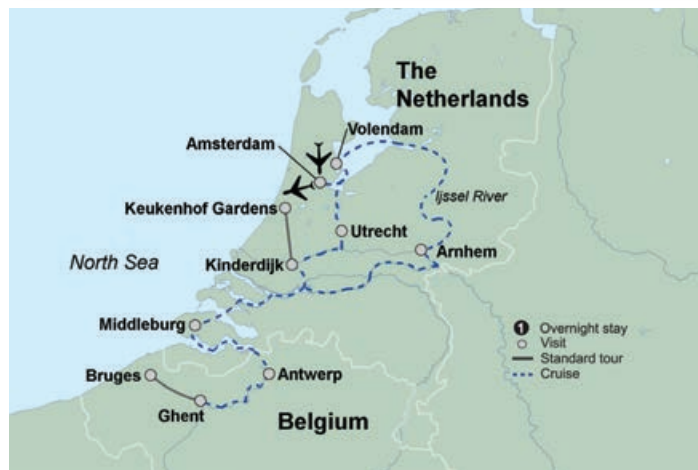 The
Netherlands
Volendam
Amsterdam
Keukenhof Gardens
Ijssel River
Utrecht
Arnhem
North Sea
Kinderdijk
Middleburg
Bruges
Antwerp
Ghent
Belgium
1 Overnight stay
Visit
Standard tour
Cruise